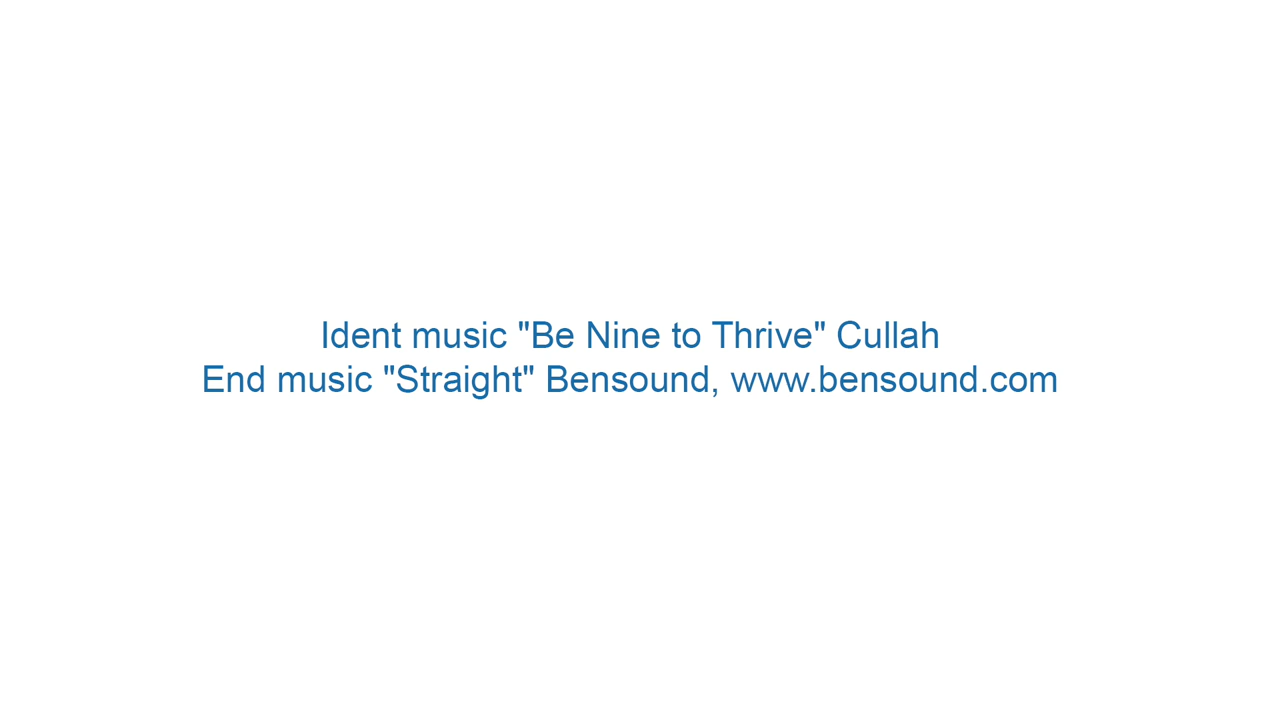 Ident music "Be Nine to Thrive" Cullah
End music "Straight" Bensound, www.bensound.com